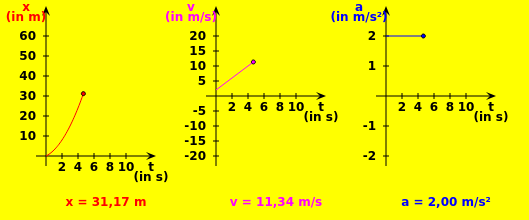 x
(in m)
60
50
40
30
20
10
2 4 6 8 10
t
(in s)
v
(in m/s)
20
15
10
5
-5
-10
-15
-20
2 4 6 8 10
t
(in s)
a
(in m/s²)
2
1
-1
-2
2 4 6 8 10
t
(in s)
x = 31,17 m
v = 11,34 m/s
a = 2,00 m/s²